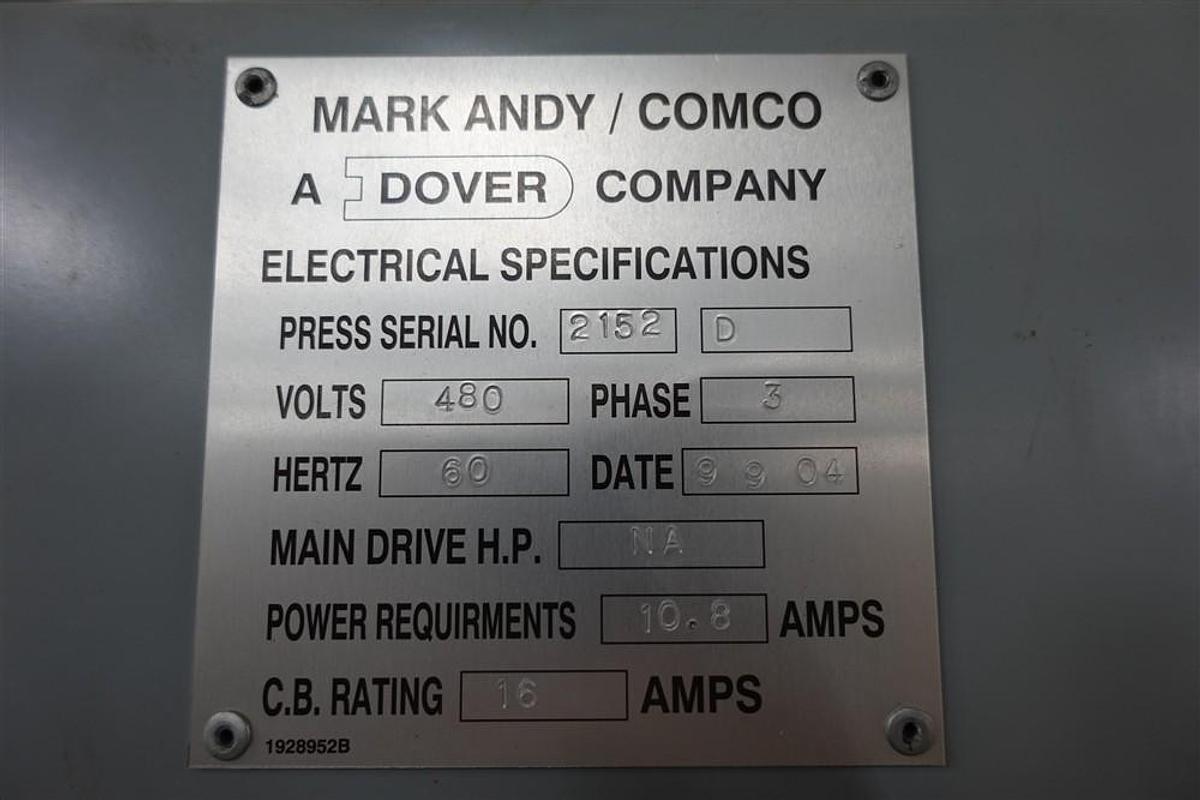 MARK ANDY / COMCO
A DOVER COMPANY
ELECTRICAL SPECIFICATIONS
PRESS SERIAL NO. 2152 D
VOLTS 480 PHASE 3
HERTZ 60 DATE 9 9 04
MAIN DRIVE H.P. NA
POWER REQUIRMENTS 10.8 AMPS
C.B. RATING 16 AMPS
1928952B